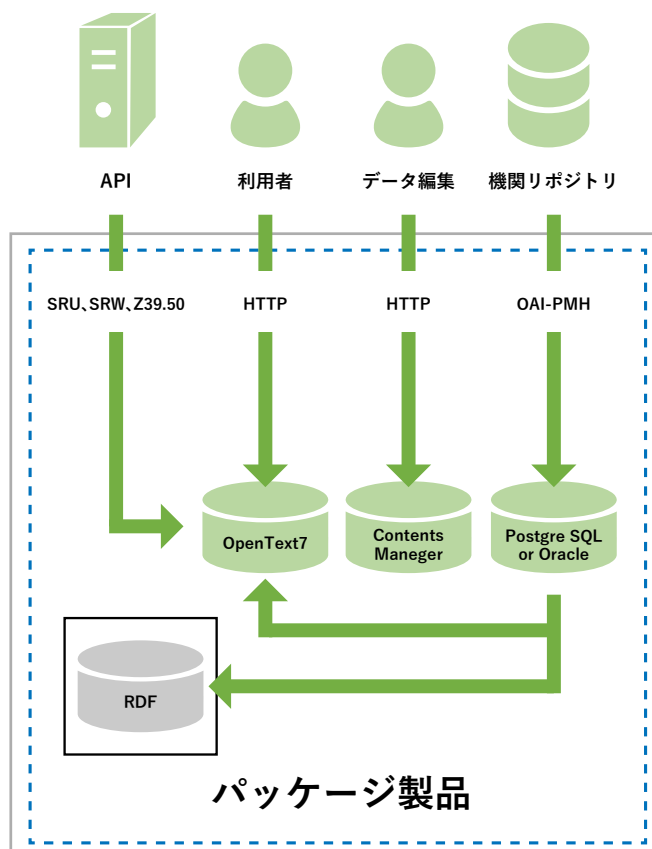 API
利用者
データ編集
機関リポジトリ
SRU、SRW、Z39.50
HTTP
HTTP
OAI-PMH
OpenText7
Contents
Maneger
Postgre SQL
or Oracle
RDF
パッケージ製品